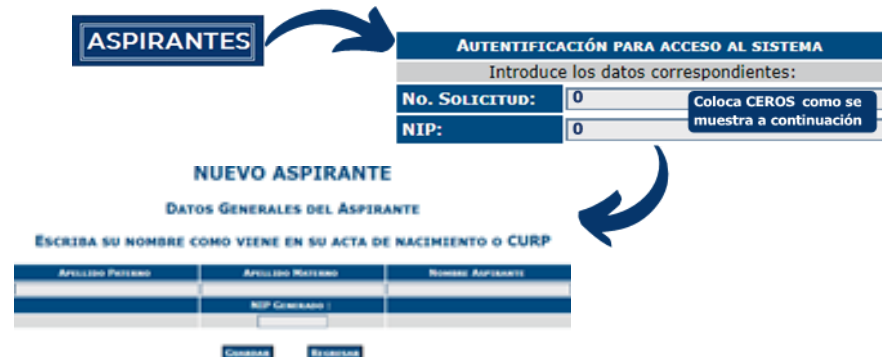 ASPIRANTES
AUTENTIFICACIÓN PARA ACCESO AL SISTEMA
Introduce los datos correspondientes:
NO. SOLICITUD: 0
Coloca CEROS como se
muestra a continuación
NIP: 0
NUEVO ASPIRANTE
DATOS GENERALES DEL ASPIRANTE
ESCRIBA SU NOMBRE COMO VIENE EN SU ACTA DE NACIMIENTO O CURP
APELLIDO PATERNO APELLIDO MATERNO NOMBRE ASPIRANTE
NIP GENERADO :
GUARDAR REGRESAR